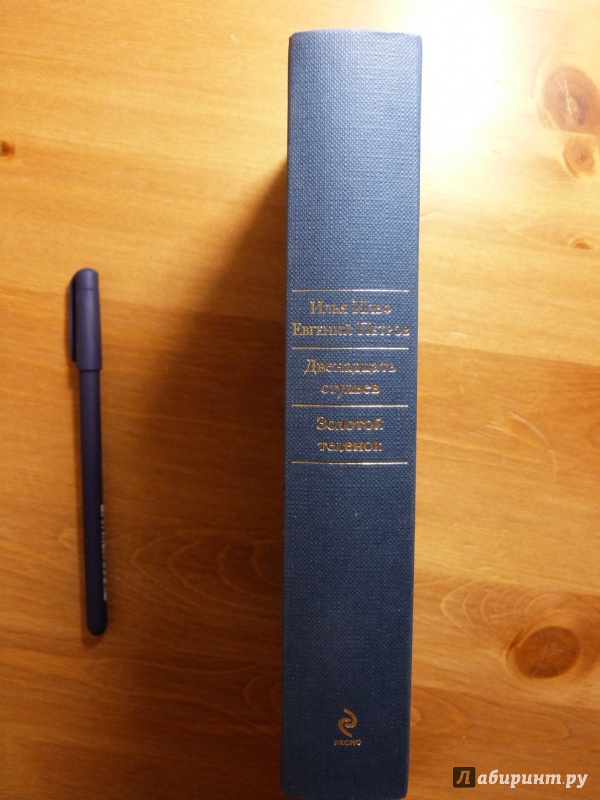 Илья Ильф
Евгений Петров
Двенадцать
стульев
Золотой
теленок
эксмо
Лабиринт.ру